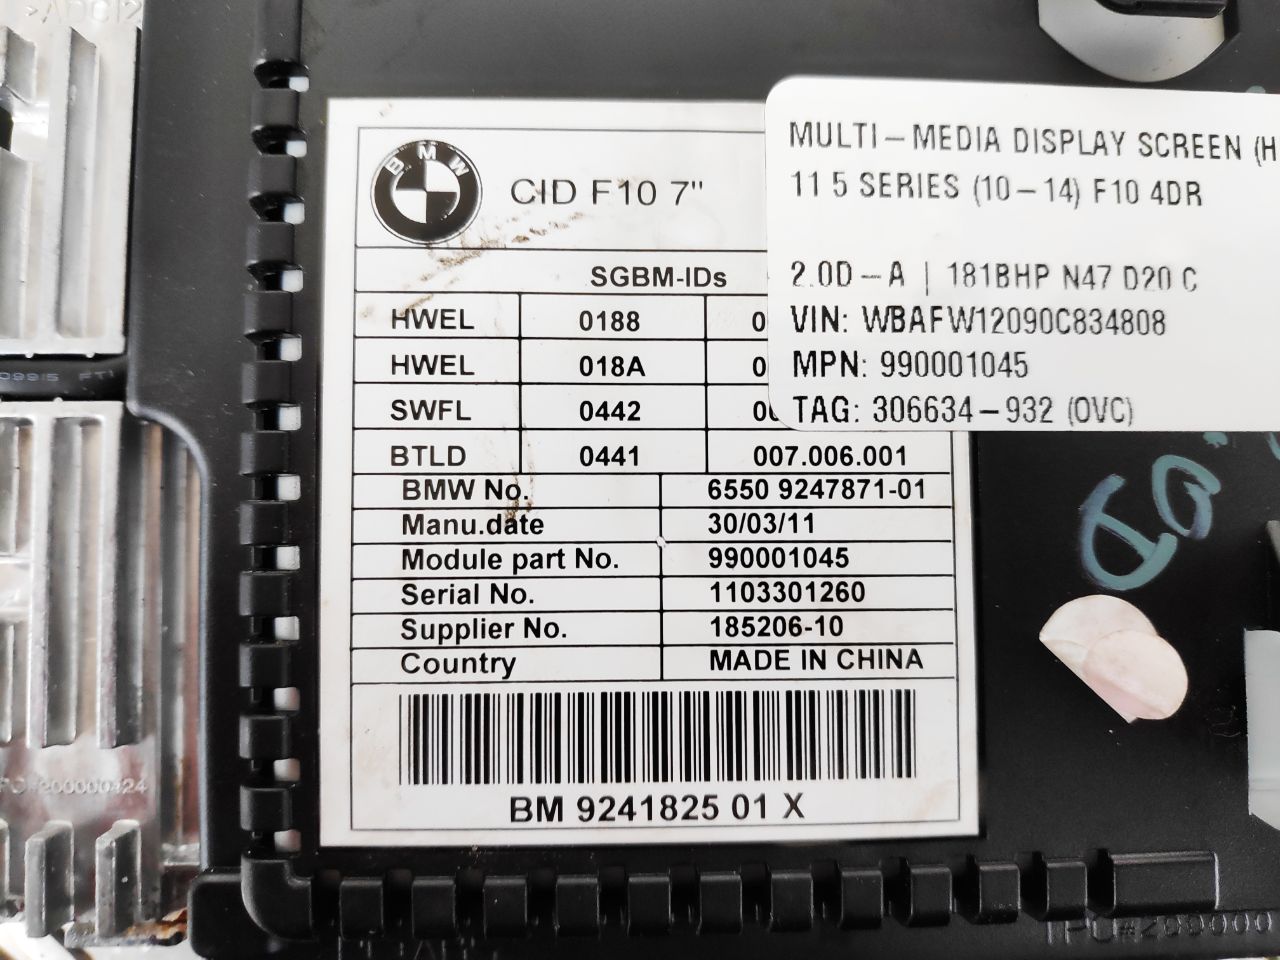 BMW
CID F10 7"
SGBM-IDs
HWEL 0188 0
HWEL 018A 0
SWFL 0442
BTLD 0441 007.006.001
BMW No. 6550 9247871-01
Manu.date 30/03/11
Module part No. 990001045
Serial No. 1103301260
Supplier No. 185206-10
Country MADE IN CHINA
BM 9241825 01 X
MULTI-MEDIA DISPLAY SCREEN (H
11 5 SERIES (10-14) F10 4DR
2.0D-A | 181BHP N47 D20 C
VIN: WBAFW12090C834808
MPN: 990001045
TAG: 306634-932 (OVC)